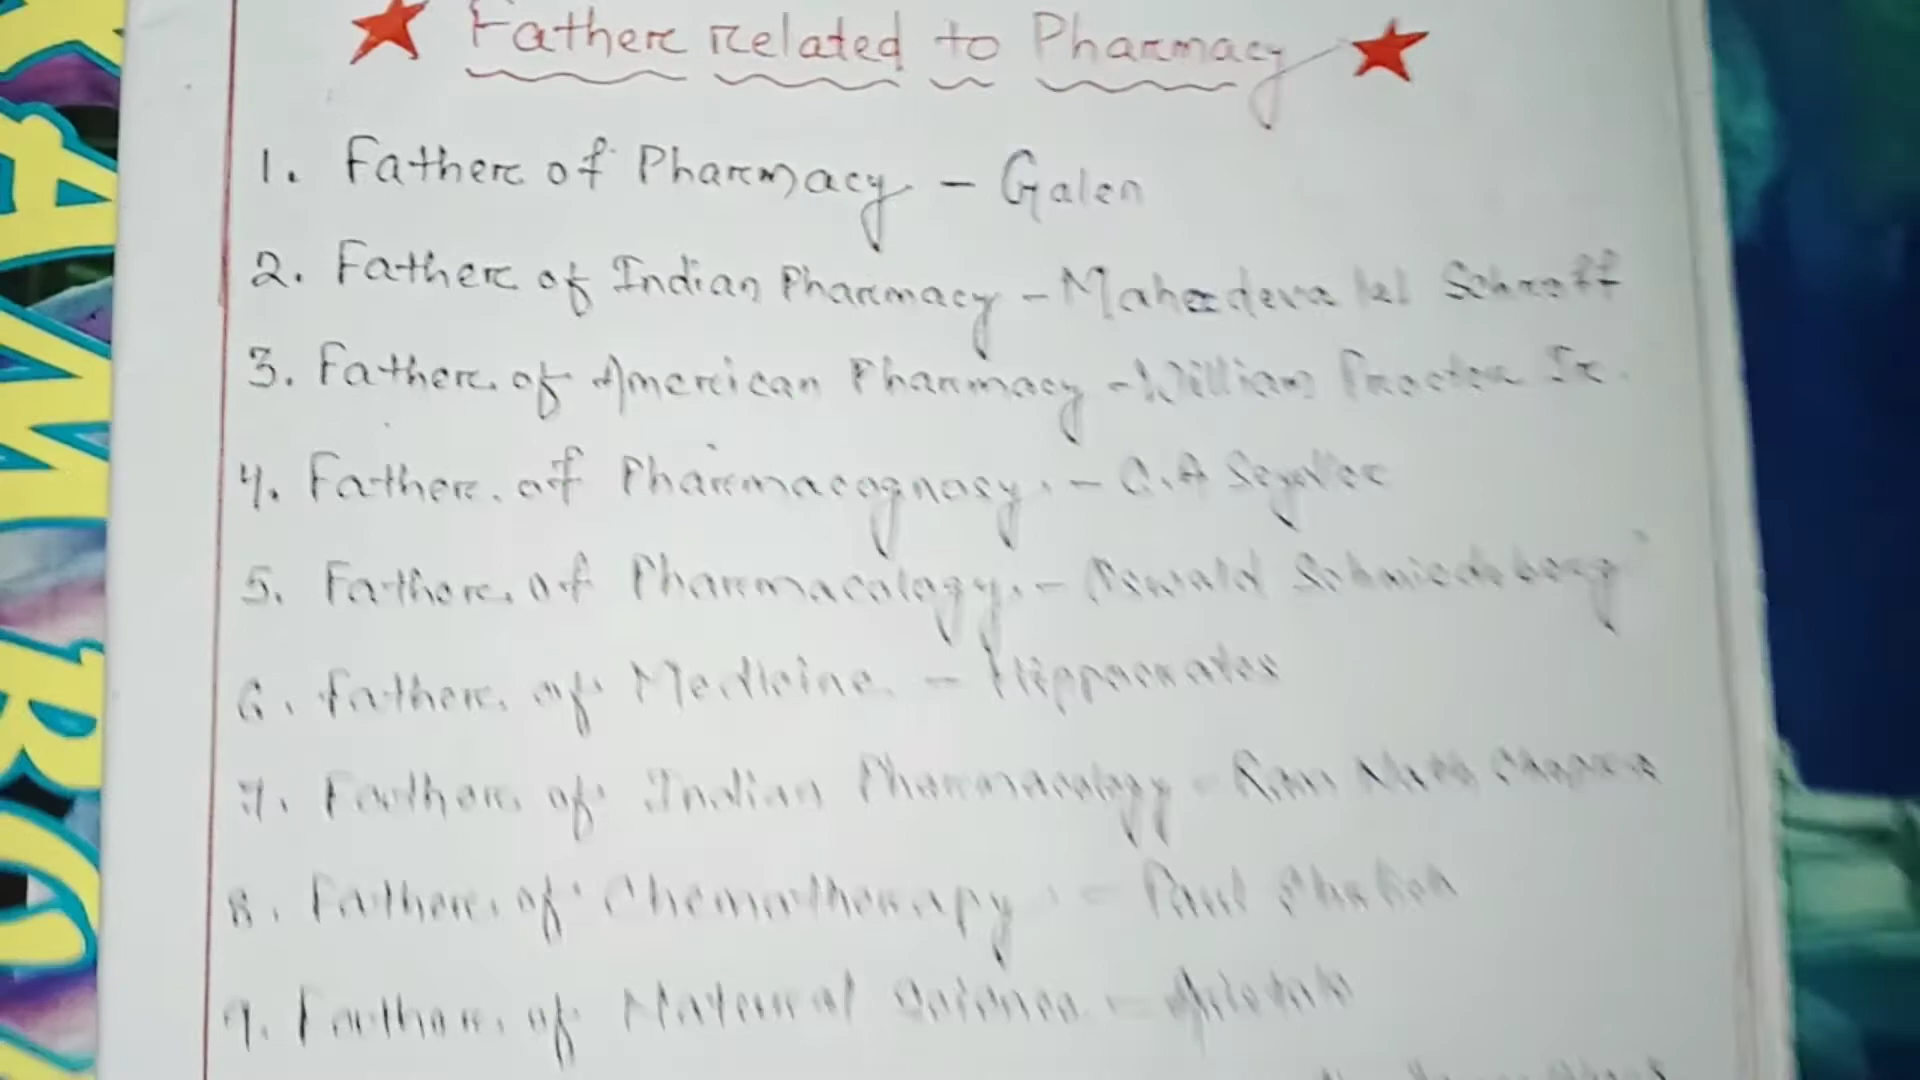 Father related to Pharmacy
1. Father of Pharmacy - Galen
2. Father of Indian Pharmacy - Mahadeva lal Schroff
3. Father of American Pharmacy - William Procter Jr.
4. Father of Pharmacognosy - C.A Seydler
5. Father of Pharmacology - Oswald Schmiedeberg
6. Father of Medicine - Hippocrates
7. Father of Indian Pharmacology - Ram Nath Chopra
8. Father of Chemotherapy - Paul
9. Father of Natural Science -